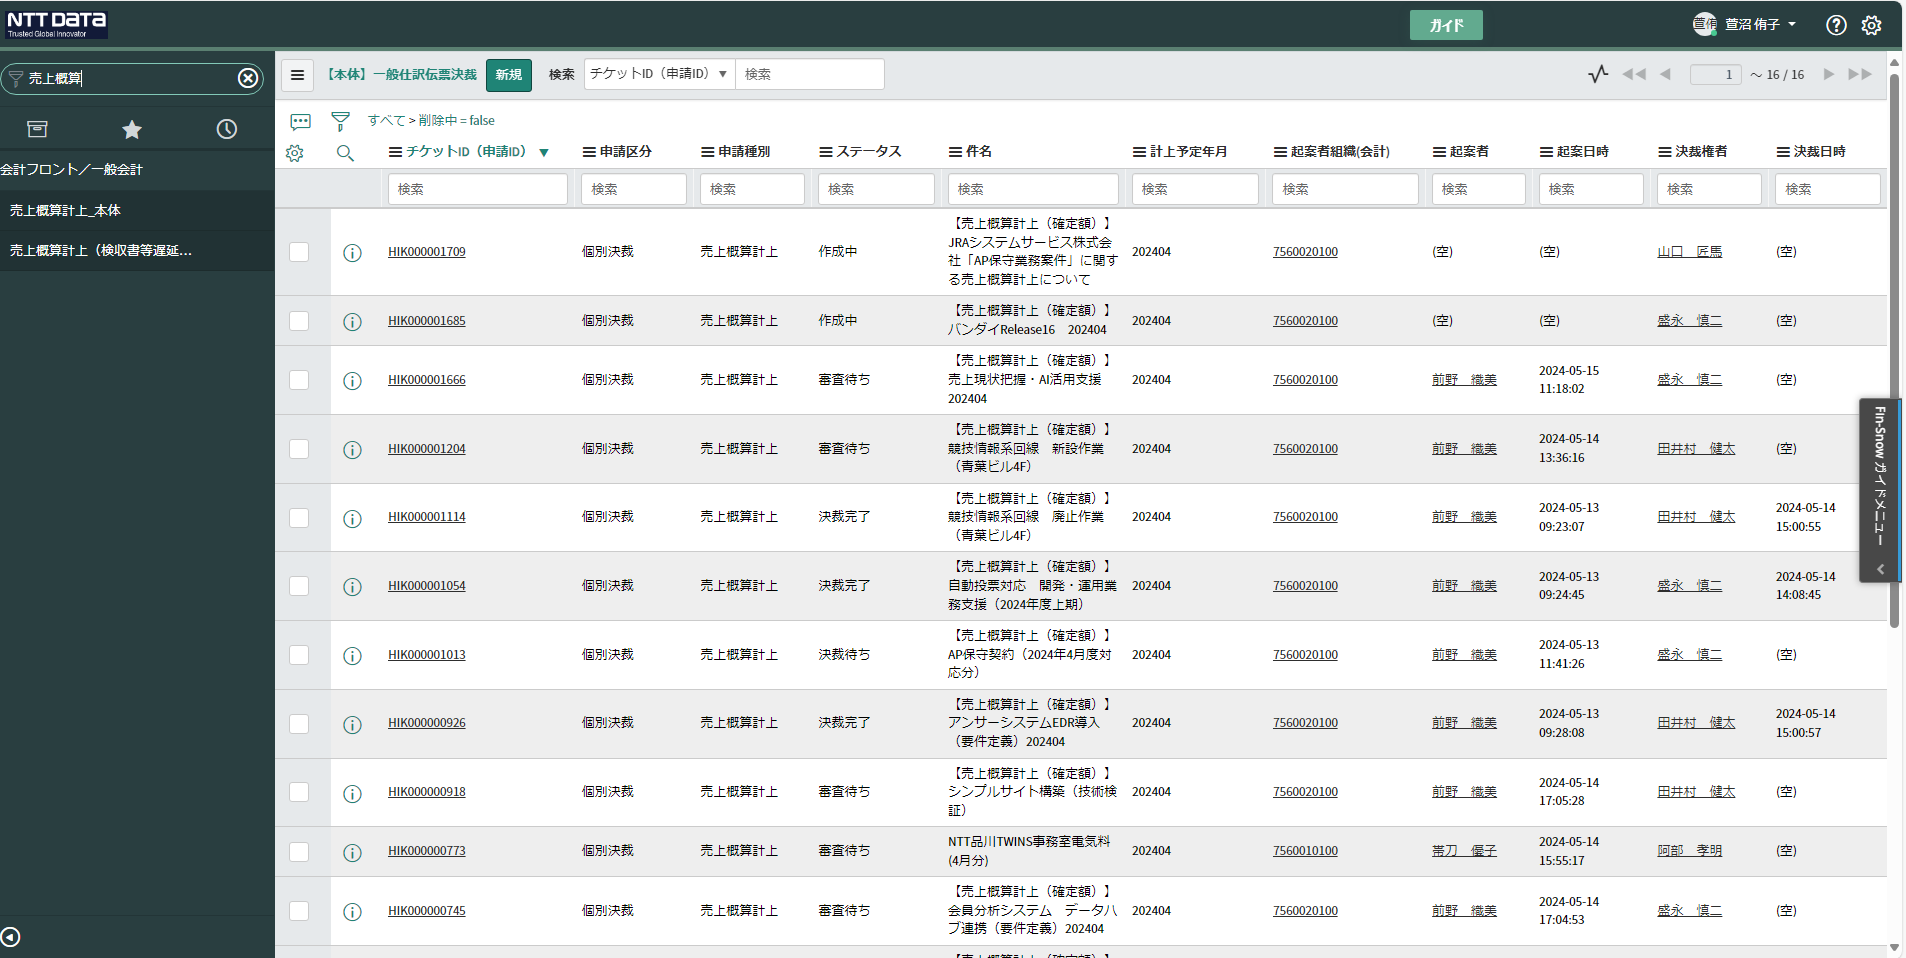 NTT DATA
Trusted Global Innovator
ガイド
萱沼 侑子
売上概算
【本体】一般仕訳伝票決裁
新規
検索
チケットID（申請ID） ▼
検索
1 ～ 16 / 16
会計フロント／一般会計
売上概算計上_本体
売上概算計上（検収書等遅延...
すべて > 削除中 = false
チケットID（申請ID） ▼ 申請区分 申請種別 ステータス 件名 計上予定年月 起案者組織(会計) 起案者 起案日時 決裁権者 決裁日時
検索 検索 検索 検索 検索 検索 検索 検索 検索 検索 検索
HIK000001709 個別決裁 売上概算計上 作成中
【売上概算計上（確定額）】
JRAシステムサービス株式会
社「AP保守業務案件」に関す
る売上概算計上について
202404 7560020100 (空) (空) 山口　匠馬 (空)
HIK000001685 個別決裁 売上概算計上 作成中
【売上概算計上（確定額）】
バンダイRelease16　202404
202404 7560020100 (空) (空) 盛永　慎二 (空)
HIK000001666 個別決裁 売上概算計上 審査待ち
【売上概算計上（確定額）】
売上現状把握・AI活用支援
202404
202404 7560020100 前野　織美
2024-05-15
11:18:02
盛永　慎二 (空)
HIK000001204 個別決裁 売上概算計上 審査待ち
【売上概算計上（確定額）】
競技情報系回線　新設作業
（青葉ビル4F）
202404 7560020100 前野　織美
2024-05-14
13:36:16
田井村　健太 (空)
HIK000001114 個別決裁 売上概算計上 決裁完了
【売上概算計上（確定額）】
競技情報系回線　廃止作業
（青葉ビル4F）
202404 7560020100 前野　織美
2024-05-13
09:23:07
田井村　健太
2024-05-14
15:00:55
HIK000001054 個別決裁 売上概算計上 決裁完了
【売上概算計上（確定額）】
自動投票対応　開発・運用業
務支援（2024年度上期）
202404 7560020100 前野　織美
2024-05-13
09:24:45
盛永　慎二
2024-05-14
14:08:45
HIK000001013 個別決裁 売上概算計上 決裁待ち
【売上概算計上（確定額）】
AP保守契約（2024年4月度対
応分）
202404 7560020100 前野　織美
2024-05-13
11:41:26
盛永　慎二 (空)
HIK000000926 個別決裁 売上概算計上 決裁完了
【売上概算計上（確定額）】
アンサーシステムEDR導入
（要件定義）202404
202404 7560020100 前野　織美
2024-05-13
09:28:08
田井村　健太
2024-05-14
15:00:57
HIK000000918 個別決裁 売上概算計上 審査待ち
【売上概算計上（確定額）】
シンプルサイト構築（技術検
証）
202404 7560020100 前野　織美
2024-05-14
17:05:28
田井村　健太 (空)
HIK000000773 個別決裁 売上概算計上 審査待ち
NTT品川TWINS事務室電気料
(4月分)
202404 7560010100 帯刀　優子
2024-05-14
15:55:17
阿部　孝明 (空)
HIK000000745 個別決裁 売上概算計上 審査待ち
【売上概算計上（確定額）】
会員分析システム　データハ
ブ連携（要件定義）202404
202404 7560020100 前野　織美
2024-05-14
17:04:53
盛永　慎二 (空)
Fin-Snow ガイドメニュー